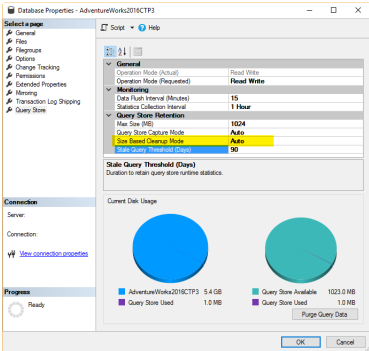 Database Properties - AdventureWorks2016CTP3
Select a page
General
Files
Filegroups
Options
Change Tracking
Permissions
Extended Properties
Mirroring
Transaction Log Shipping
Query Store
Script
Help
General
Operation Mode (Actual) Read Write
Operation Mode (Requested) Read Write
Monitoring
Data Flush Interval (Minutes) 15
Statistics Collection Interval 1 Hour
Query Store Retention
Max Size (MB) 1024
Query Store Capture Mode Auto
Size Based Cleanup Mode Auto
Stale Query Threshold (Days) 90
Stale Query Threshold (Days)
Duration to retain query store runtime statistics.
Connection
Server:
Connection:
View connection properties
Progress
Ready
Current Disk Usage
AdventureWorks2016CTP3 5.4 GB
Query Store Used 1.0 MB
Query Store Available 1023.0 MB
Query Store Used 1.0 MB
Purge Query Data
OK
Cancel